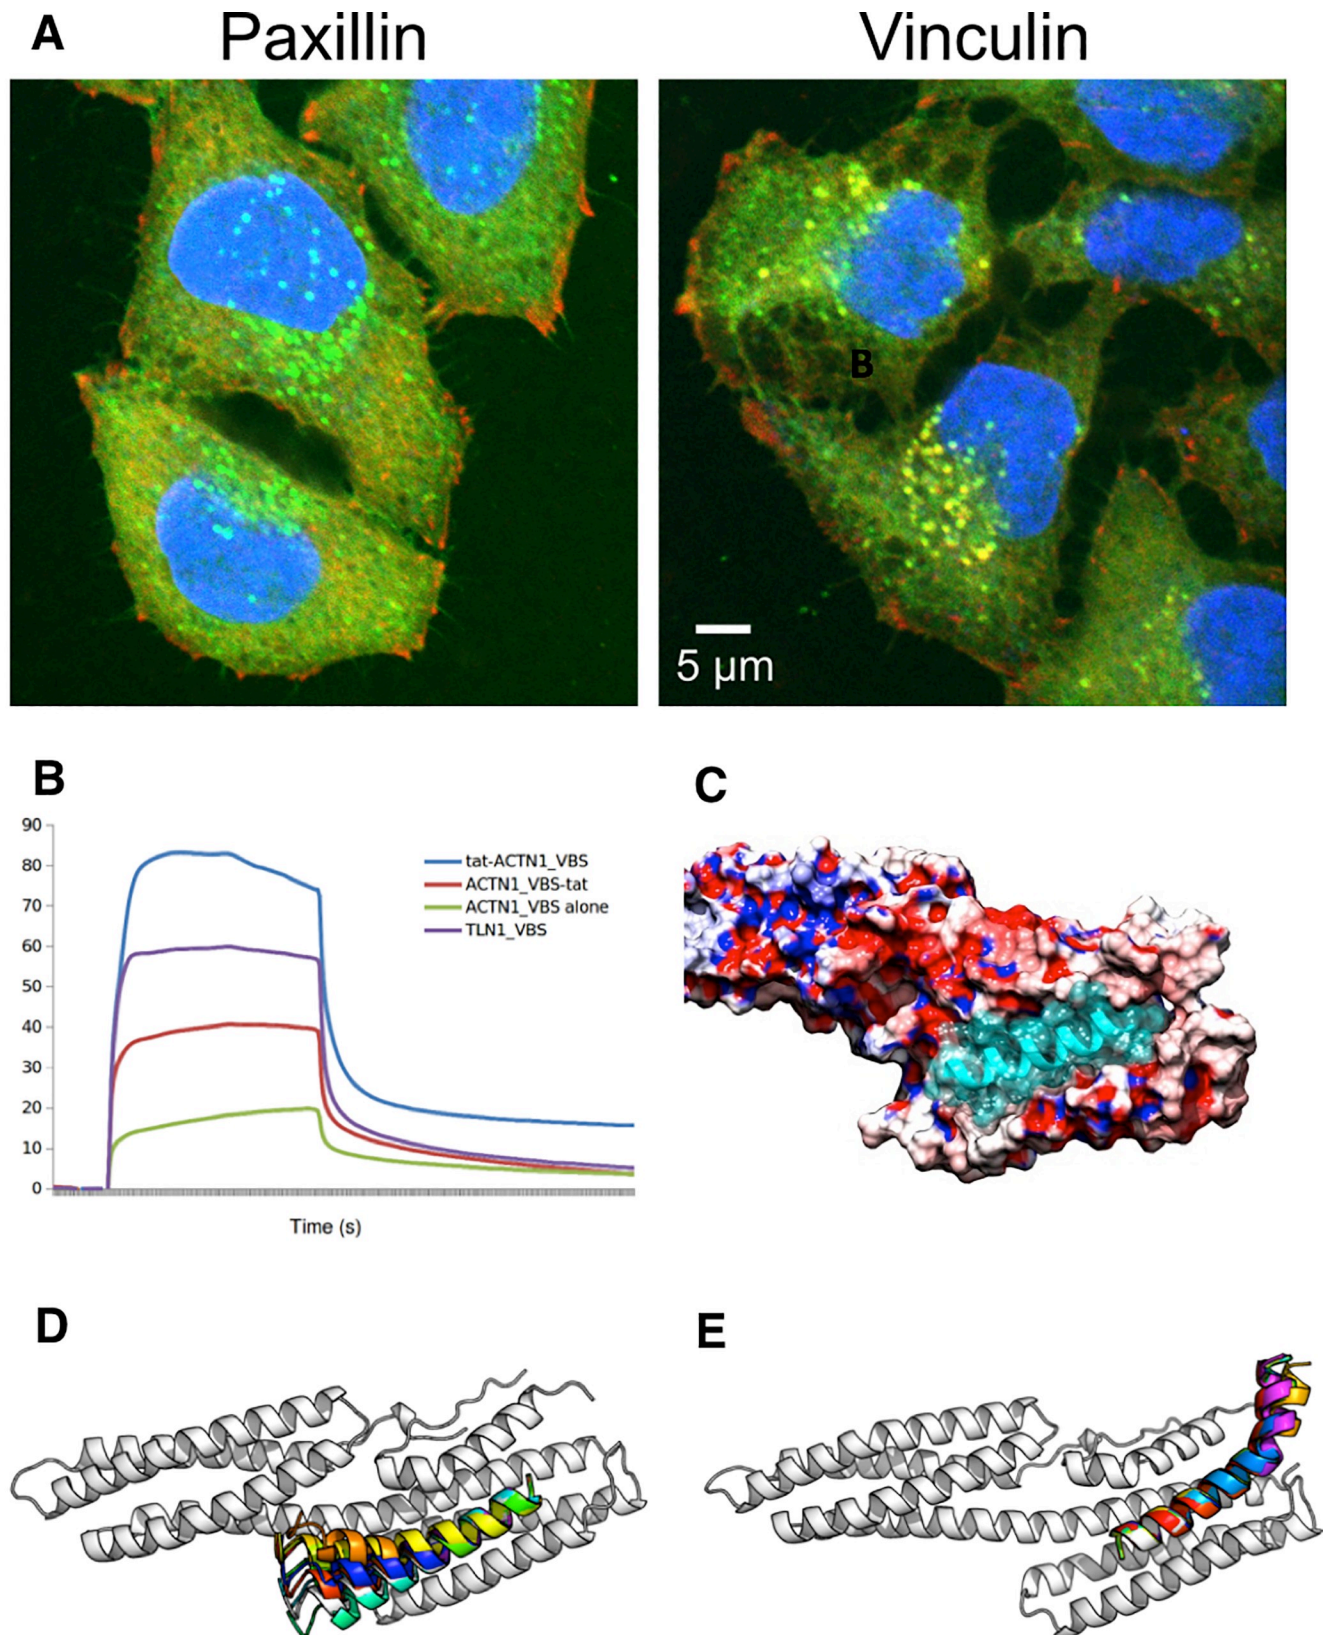 A Paxillin Vinculin
B
5 μm
B
C
90
80
70
60
50
40
30
20
10
0
tat-ACTN1_VBS
ACTN1_VBS-tat
ACTN1_VBS alone
TLN1_VBS
Time (s)
D
E